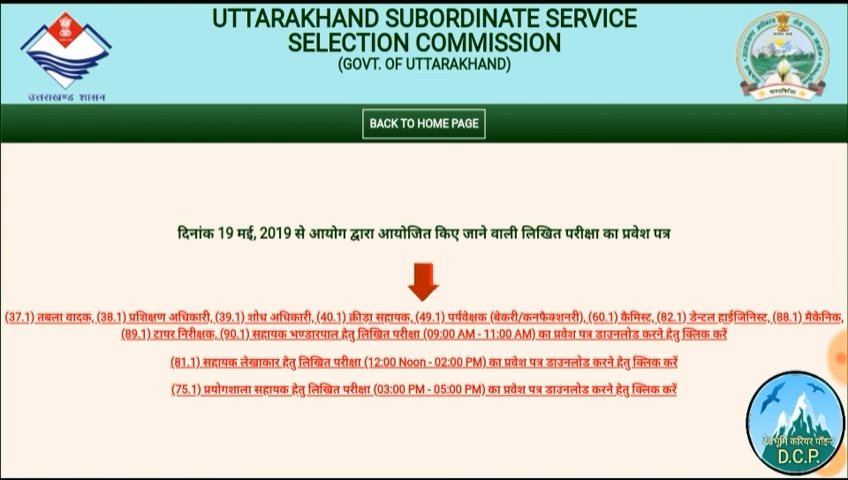 UTTARAKHAND SUBORDINATE SERVICE
SELECTION COMMISSION
(GOVT. OF UTTARAKHAND)
उत्तराखण्ड शासन
BACK TO HOME PAGE
दिनांक 19 मई, 2019 से आयोग द्वारा आयोजित किए जाने वाली लिखित परीक्षा का प्रवेश पत्र
(37.1) तबला वादक, (38.1) प्रशिक्षण अधिकारी, (39.1) शोध अधिकारी, (40.1) क्रीडा सहायक, (49.1) पर्यवेक्षक (बेकरी/कनफैक्शनरी), (60.1) कैमिस्ट, (82.1) डेन्टल हाईजिनिस्ट, (88.1) मैकेनिक,
(89.1) टायर निरीक्षक, (90.1) सहायक भण्डारपाल हेतु लिखित परीक्षा (09:00 AM - 11:00 AM) का प्रवेश पत्र डाउनलोड करने हेतु क्लिक करें
(81.1) सहायक लेखाकार हेतु लिखित परीक्षा (12:00 Noon - 02:00 PM) का प्रवेश पत्र डाउनलोड करने हेतु क्लिक करें
(75.1) प्रयोगशाला सहायक हेतु लिखित परीक्षा (03:00 PM - 05:00 PM) का प्रवेश पत्र डाउनलोड करने हेतु क्लिक करें
देवभूमि करियर पॉइन्ट
D.C.P.